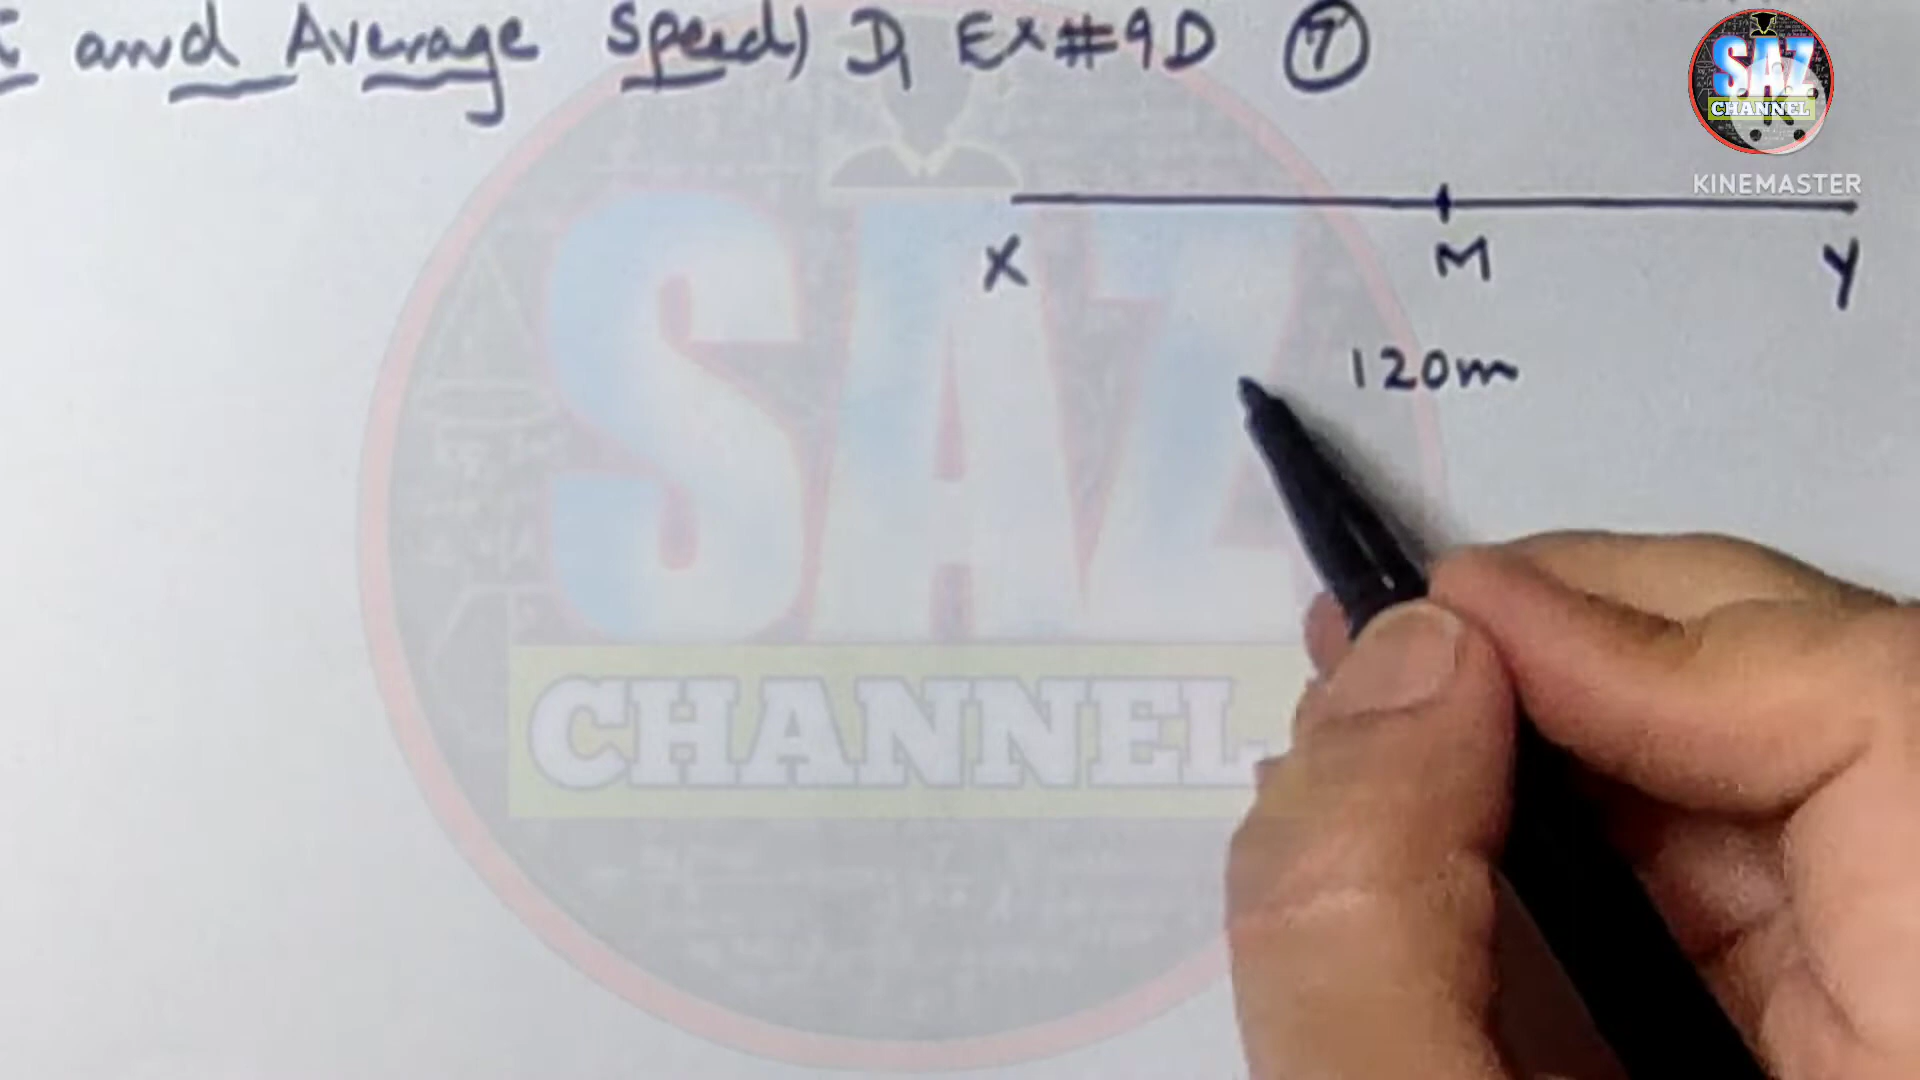 and Average Speed) D, Ex#9D 7
SAZ
CHANNEL
KINEMASTER
X M Y
120m
SAZ
CHANNEL